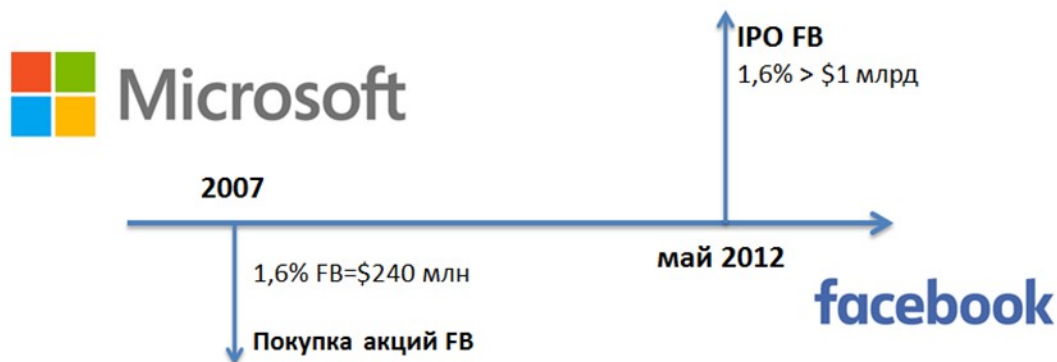 Microsoft
IPO FB
1,6% > $1 млрд
2007
1,6% FB=$240 млн
Покупка акций FB
май 2012
facebook